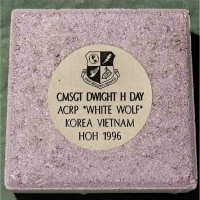 CMSGT DWIGHT H DAY
ACRP "WHITE WOLF"
KOREA VIETNAM
HOH 1996